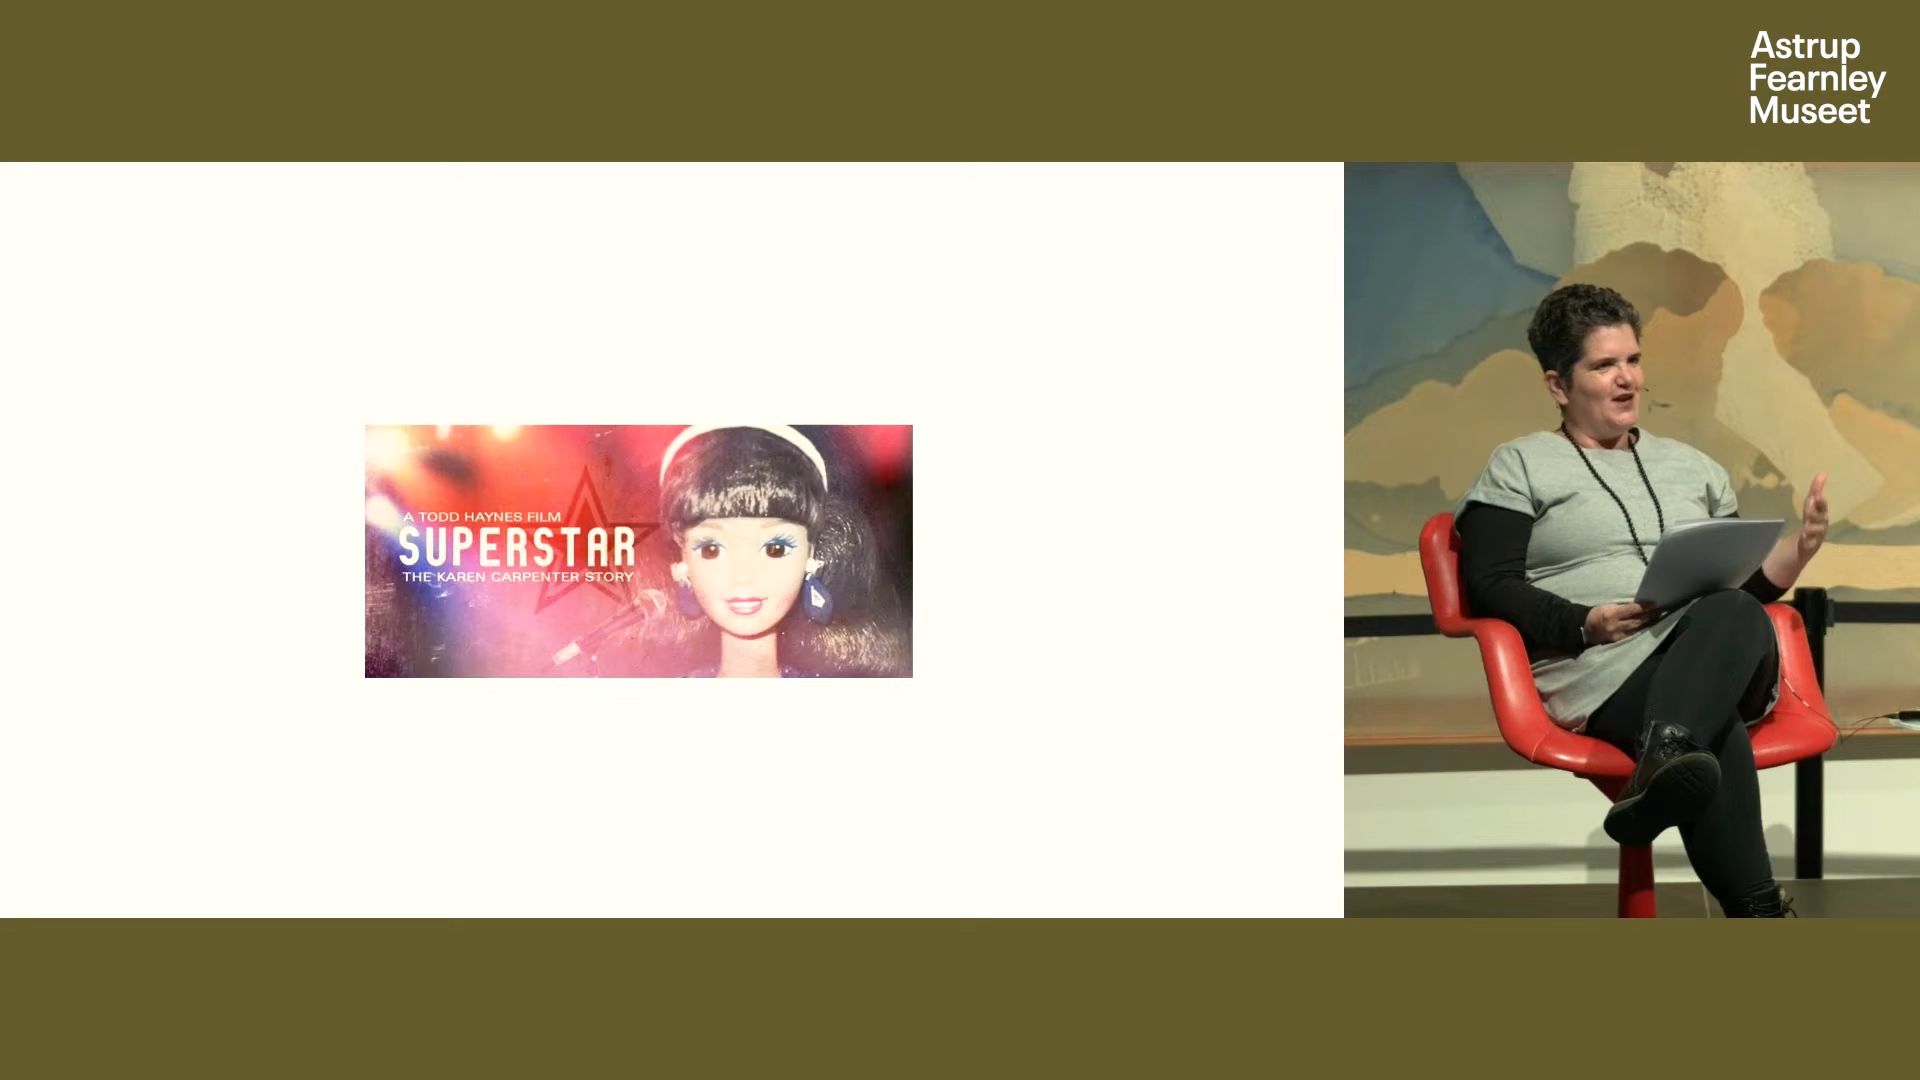 Astrup
Fearnley
Museet
A TODD HAYNES FILM
SUPERSTAR
THE KAREN CARPENTER STORY